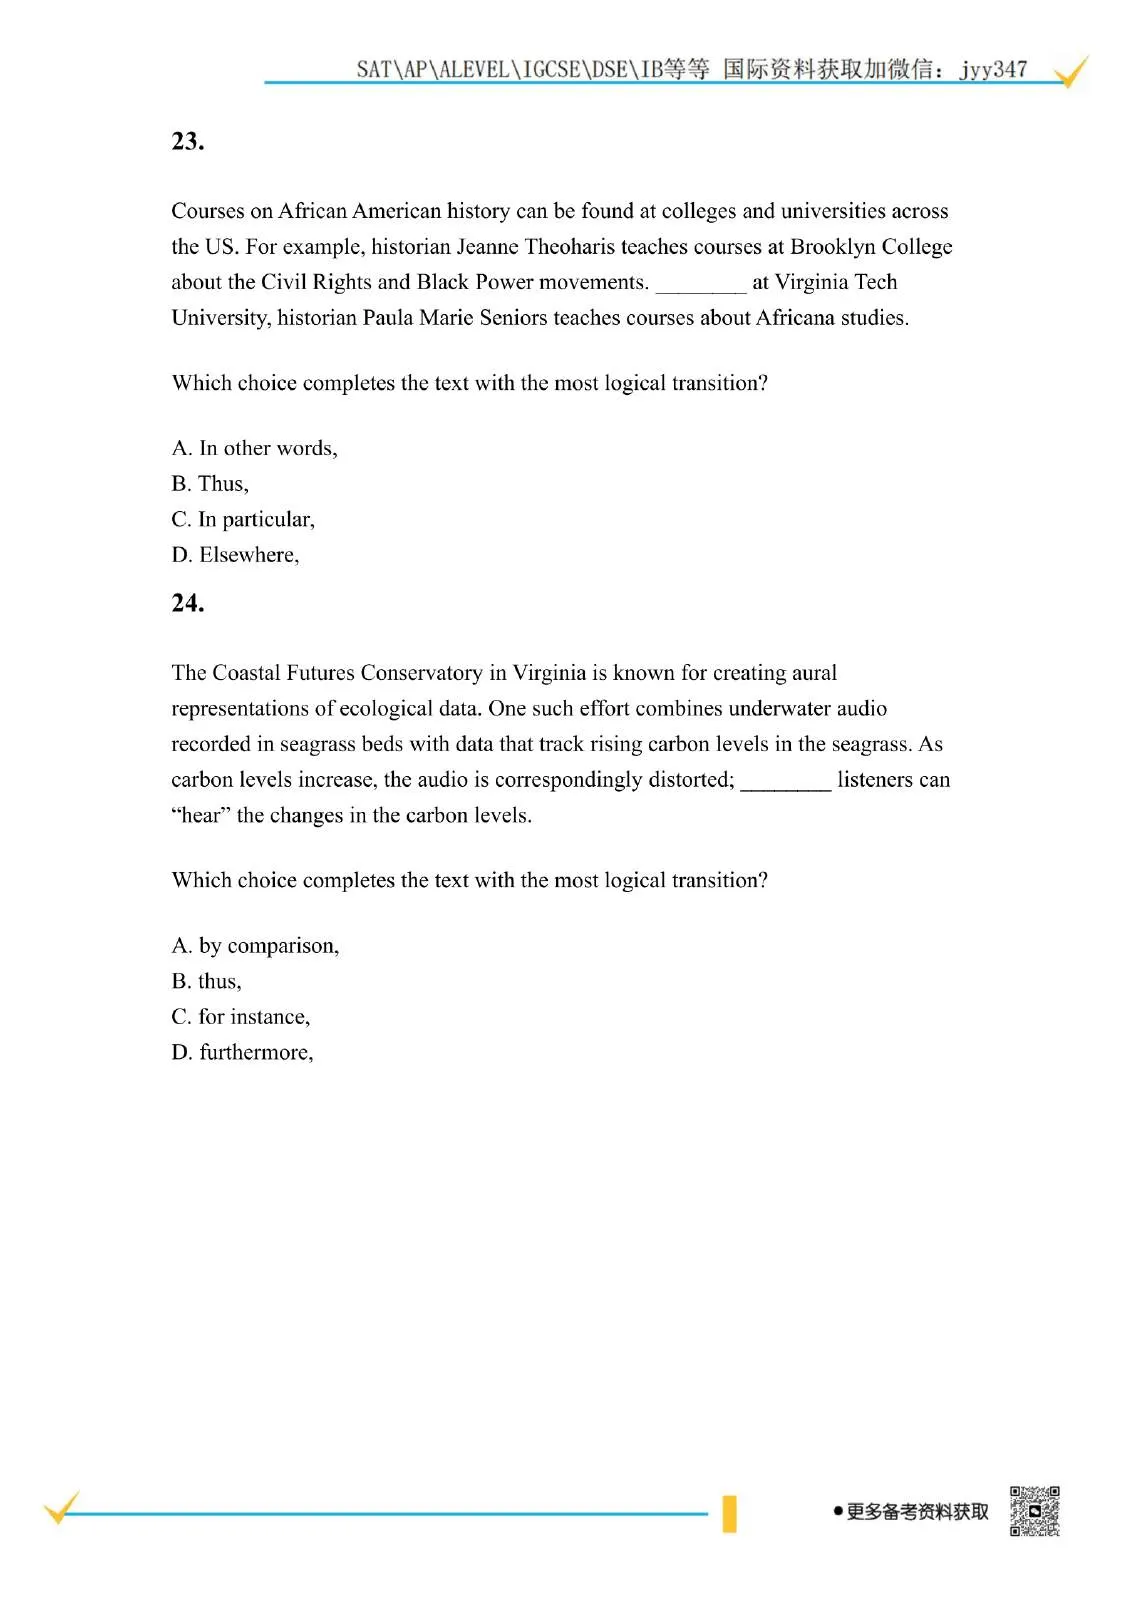 SAT\AP\ALEVEL\IGCSE\DSE\IB等等 国际资料获取加微信：jyy347
23.
Courses on African American history can be found at colleges and universities across
the US. For example, historian Jeanne Theoharis teaches courses at Brooklyn College
about the Civil Rights and Black Power movements. ________ at Virginia Tech
University, historian Paula Marie Seniors teaches courses about Africana studies.
Which choice completes the text with the most logical transition?
A. In other words,
B. Thus,
C. In particular,
D. Elsewhere,
24.
The Coastal Futures Conservatory in Virginia is known for creating aural
representations of ecological data. One such effort combines underwater audio
recorded in seagrass beds with data that track rising carbon levels in the seagrass. As
carbon levels increase, the audio is correspondingly distorted; ________ listeners can
“hear” the changes in the carbon levels.
Which choice completes the text with the most logical transition?
A. by comparison,
B. thus,
C. for instance,
D. furthermore,
●更多备考资料获取